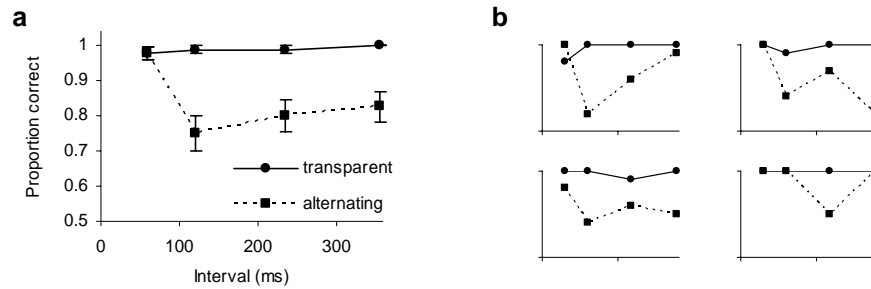 a
b
1
0.9
0.8
0.7
0.6
0.5
Proportion correct
transparent
alternating
0 100 200 300
Interval (ms)